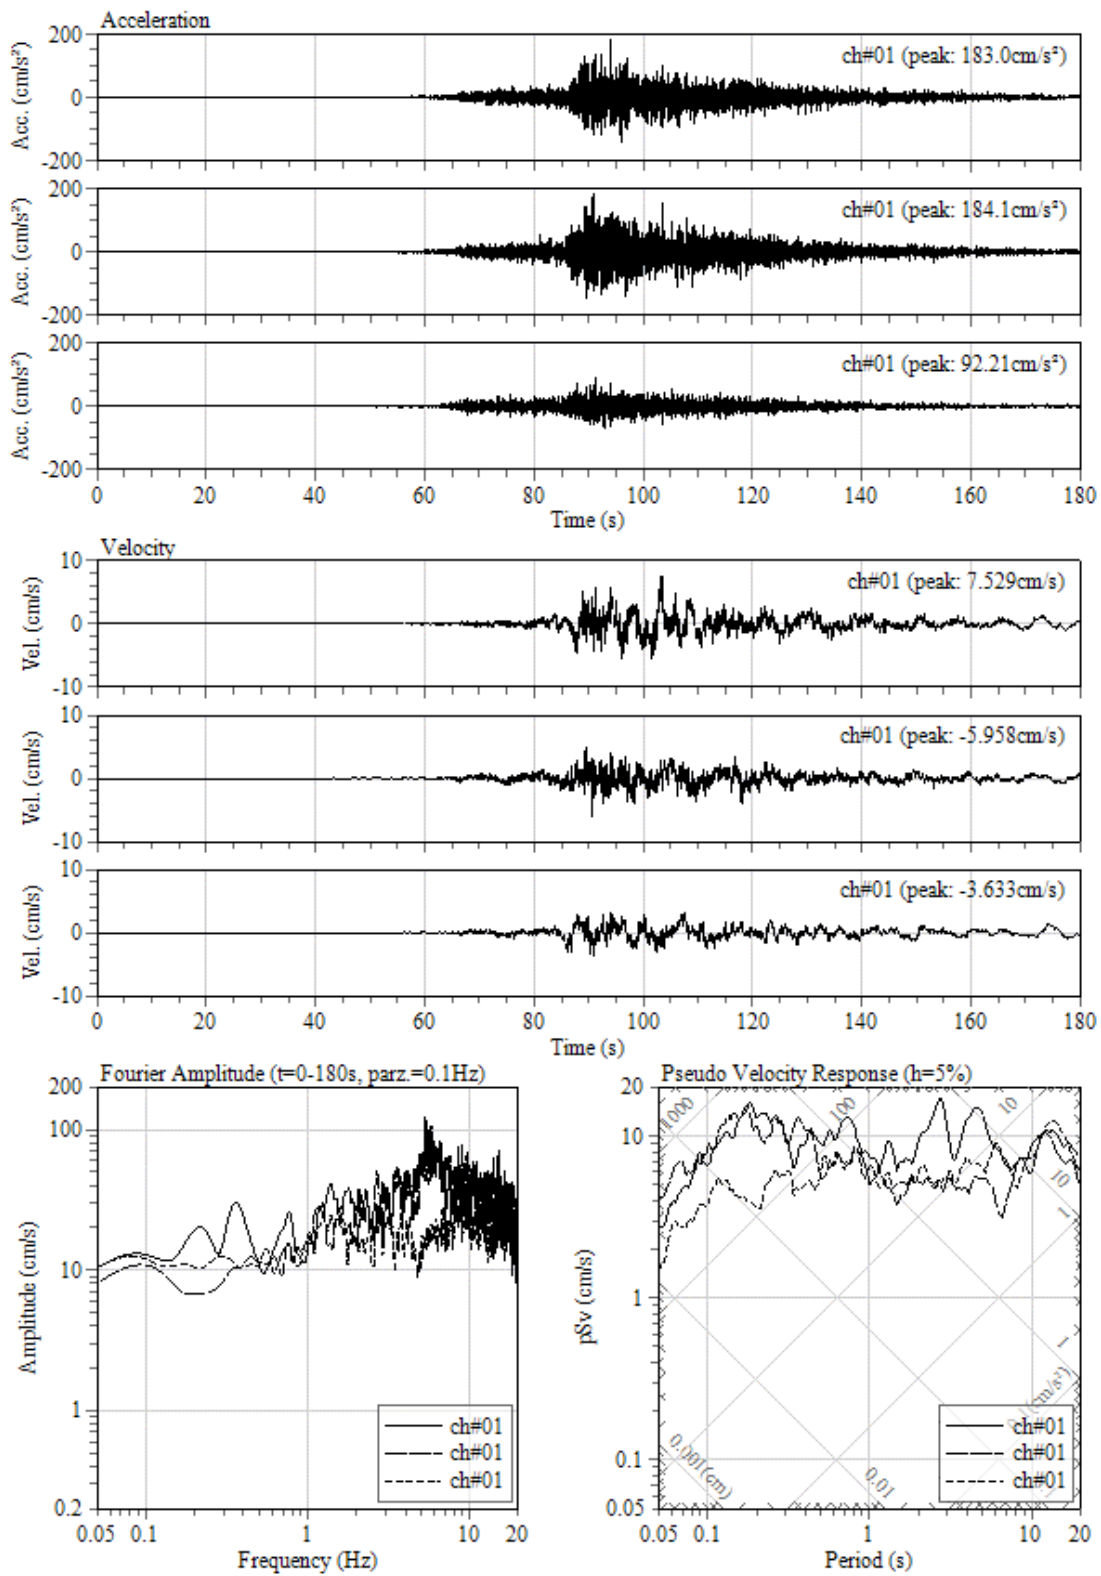 Acceleration
200
0
-200
Acc. (cm/s²)
ch#01 (peak: 183.0cm/s²)
200
0
-200
Acc. (cm/s²)
ch#01 (peak: 184.1cm/s²)
200
0
-200
Acc. (cm/s²)
ch#01 (peak: 92.21cm/s²)
0 20 40 60 80 100 120 140 160 180
Time (s)
Velocity
10
0
-10
Vel. (cm/s)
ch#01 (peak: 7.529cm/s)
10
0
-10
Vel. (cm/s)
ch#01 (peak: -5.958cm/s)
10
0
-10
Vel. (cm/s)
ch#01 (peak: -3.633cm/s)
0 20 40 60 80 100 120 140 160 180
Time (s)
Fourier Amplitude (t=0-180s, parz.=0.1Hz)
200
100
10
1
0.2
Amplitude (cm/s)
ch#01
ch#01
ch#01
0.05 0.1 1 10 20
Frequency (Hz)
Pseudo Velocity Response (h=5%)
20
10
1
0.1
0.05
pSv (cm/s)
1000
100
10
10
1
1
0.1(cm/s²)
0.001(cm)
0.01
ch#01
ch#01
ch#01
0.05 0.1 1 10 20
Period (s)